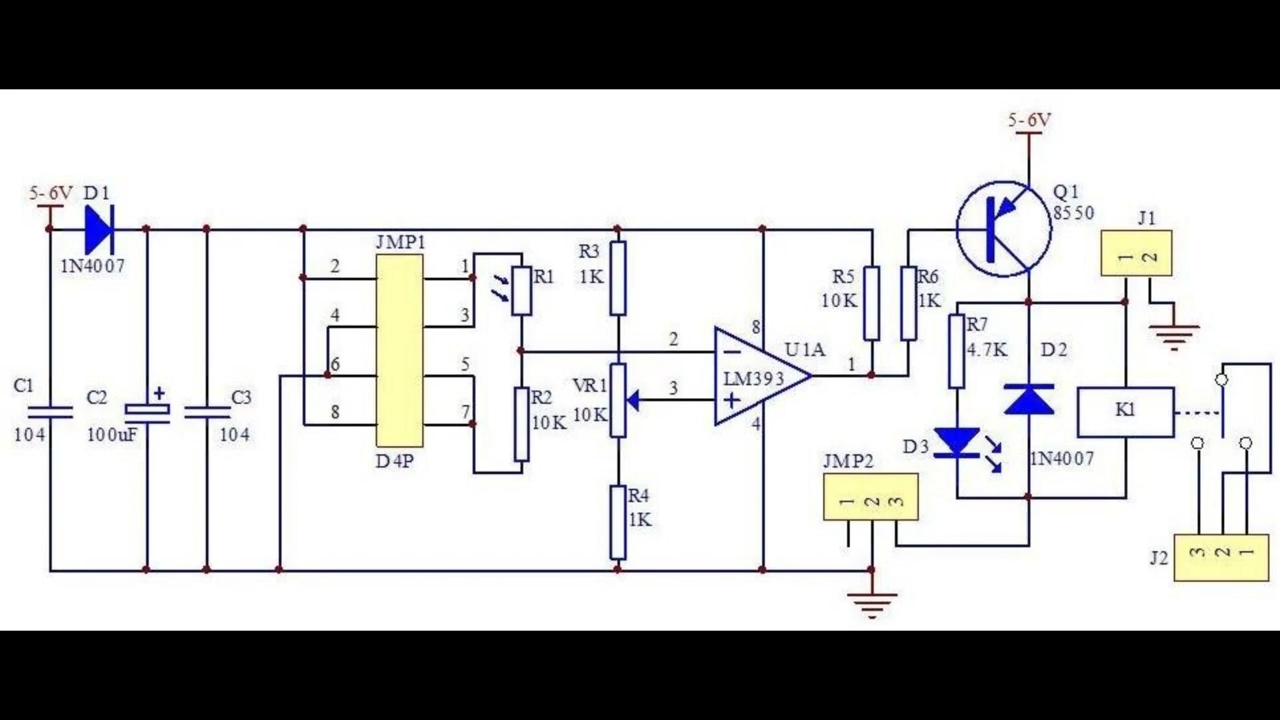 5-6V
Q1
8550
5-6V
D1
1N4007
JMP1
2
1
4
3
6
5
8
7
D4P
R1
R2
10K
R3
1K
VR1
10K
R4
1K
2
3
8
4
U1A
LM393
1
R5
10K
R6
1K
J1
1
2
R7
4.7K
D2
1N4007
D3
K1
C1
104
C2
+
100uF
C3
104
JMP2
1
2
3
J2
3
2
1